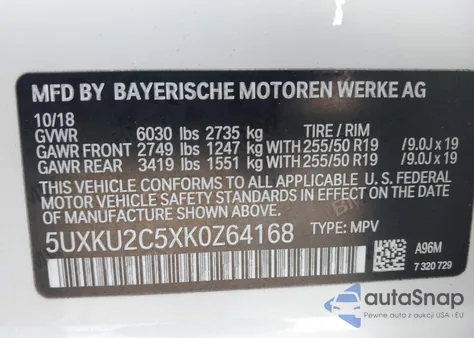 MFD BY BAYERISCHE MOTOREN WERKE AG
10/18
GVWR 6030 lbs 2735 kg TIRE / RIM
GAWR FRONT 2749 lbs 1247 kg WITH 255/50 R19 /9.0J x 19
GAWR REAR 3419 lbs 1551 kg WITH 255/50 R19 /9.0J x 19
THIS VEHICLE CONFORMS TO ALL APPLICABLE U. S. FEDERAL
MOTOR VEHICLE SAFETY STANDARDS IN EFFECT ON THE
DATE OF MANUFACTURE SHOWN ABOVE.
5UXKU2C5XK0Z64168 TYPE: MPV
A96M
7 320 729
autoSnap
Pewne auta z aukcji USA i EU